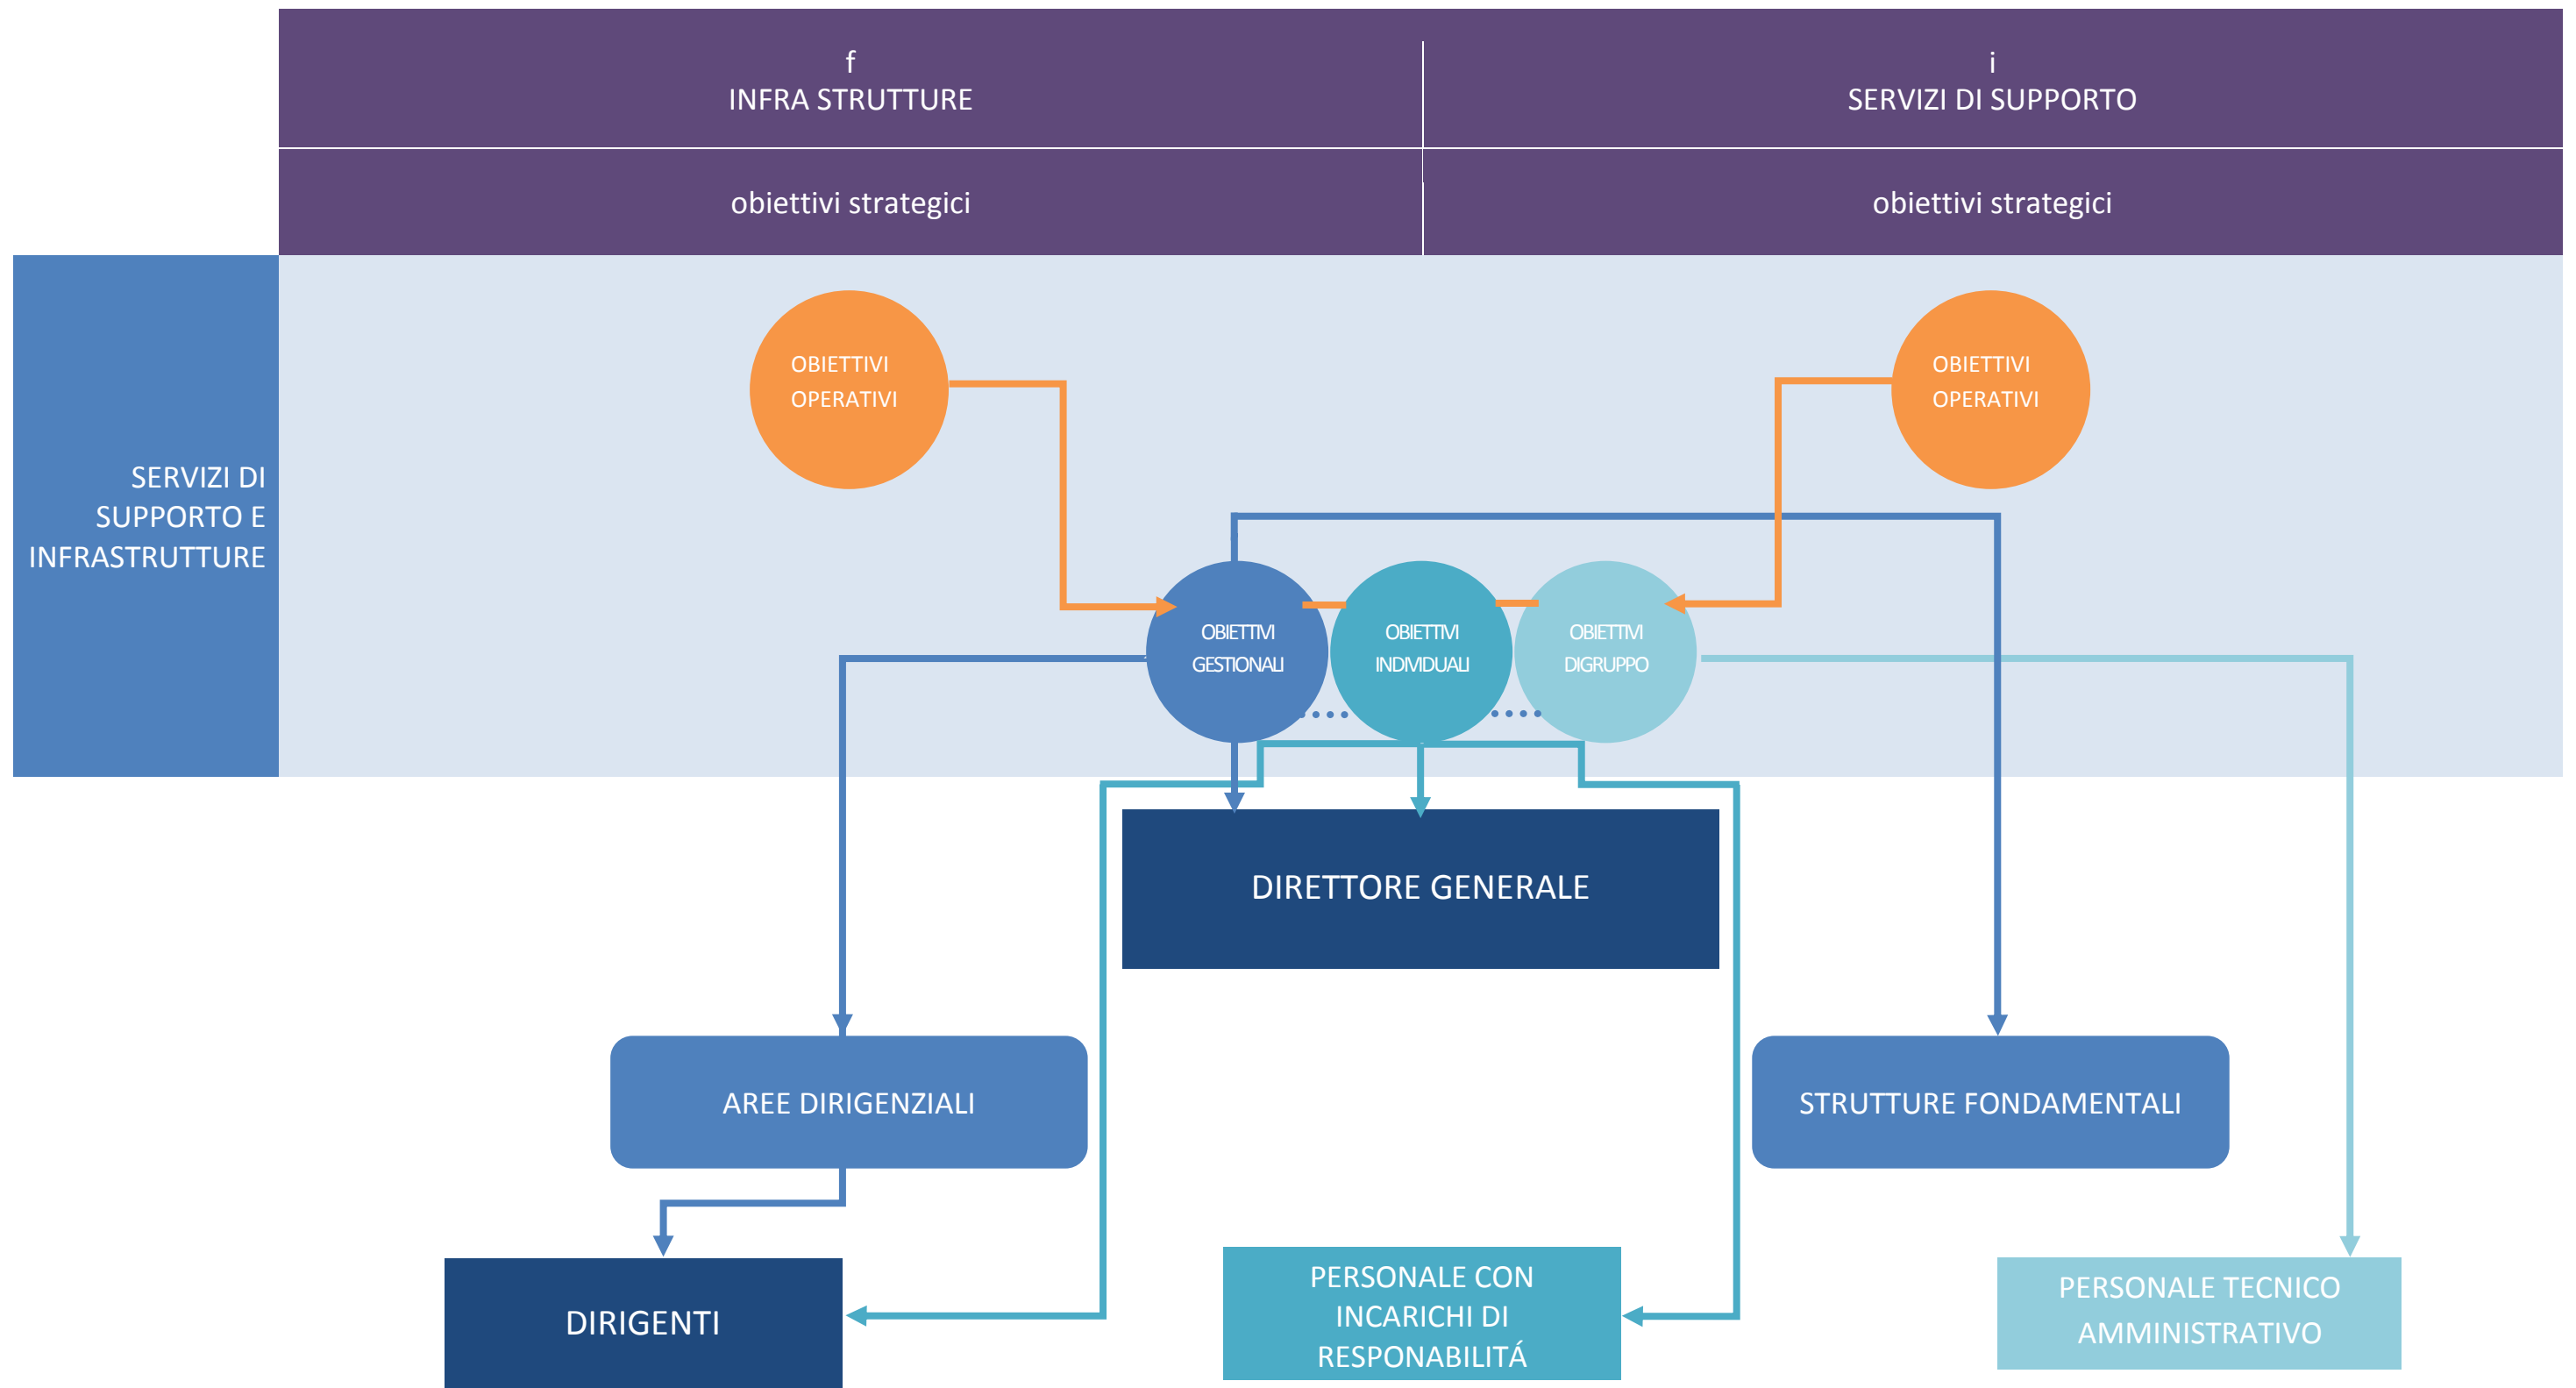 f
INFRA STRUTTURE
i
SERVIZI DI SUPPORTO
obiettivi strategici
obiettivi strategici
SERVIZI DI
SUPPORTO E
INFRASTRUTTURE
OBIETTIVI
OPERATIVI
OBIETTIVI
OPERATIVI
OBIETTIVI
GESTIONALI
OBIETTIVI
INDIVIDUALI
OBIETTIVI
DIGRUPPO
DIRETTORE GENERALE
AREE DIRIGENZIALI
STRUTTURE FONDAMENTALI
DIRIGENTI
PERSONALE CON
INCARICHI DI
RESPONABILITÁ
PERSONALE TECNICO
AMMINISTRATIVO